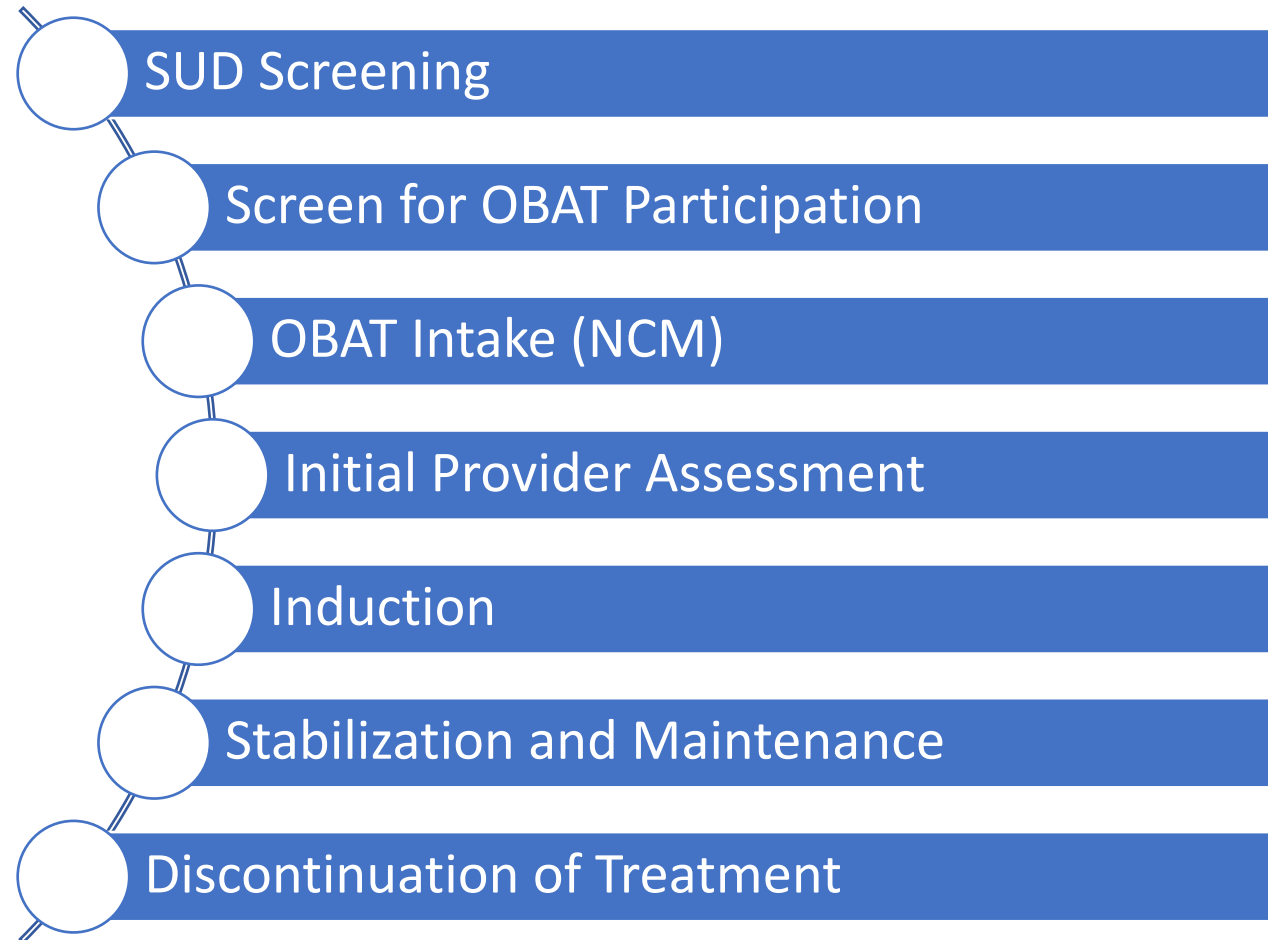 SUD Screening
Screen for OBAT Participation
OBAT Intake (NCM)
Initial Provider Assessment
Induction
Stabilization and Maintenance
Discontinuation of Treatment